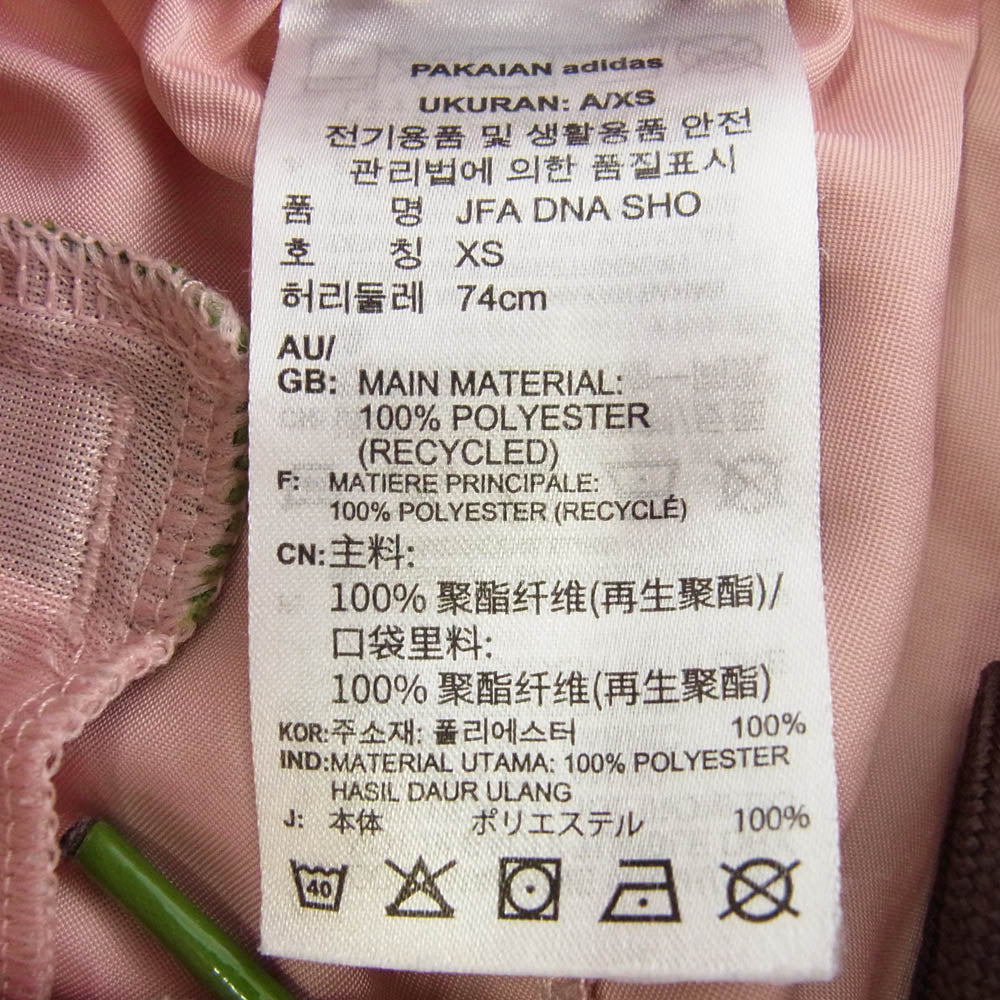 PAKAIAN adidas
UKURAN: A/XS
전기용품 및 생활용품 안전
관리법에 의한 품질표시
품 명 JFA DNA SHO
호 칭 XS
허리둘레 74cm
AU/
GB: MAIN MATERIAL:
100% POLYESTER
(RECYCLED)
F: MATIERE PRINCIPALE:
100% POLYESTER (RECYCLÉ)
CN: 主料:
100% 聚酯纤维(再生聚酯)/
口袋里料:
100% 聚酯纤维(再生聚酯)
KOR: 주소재: 폴리에스터 100%
IND: MATERIAL UTAMA: 100% POLYESTER
HASIL DAUR ULANG
J: 本体 ポリエステル 100%
40